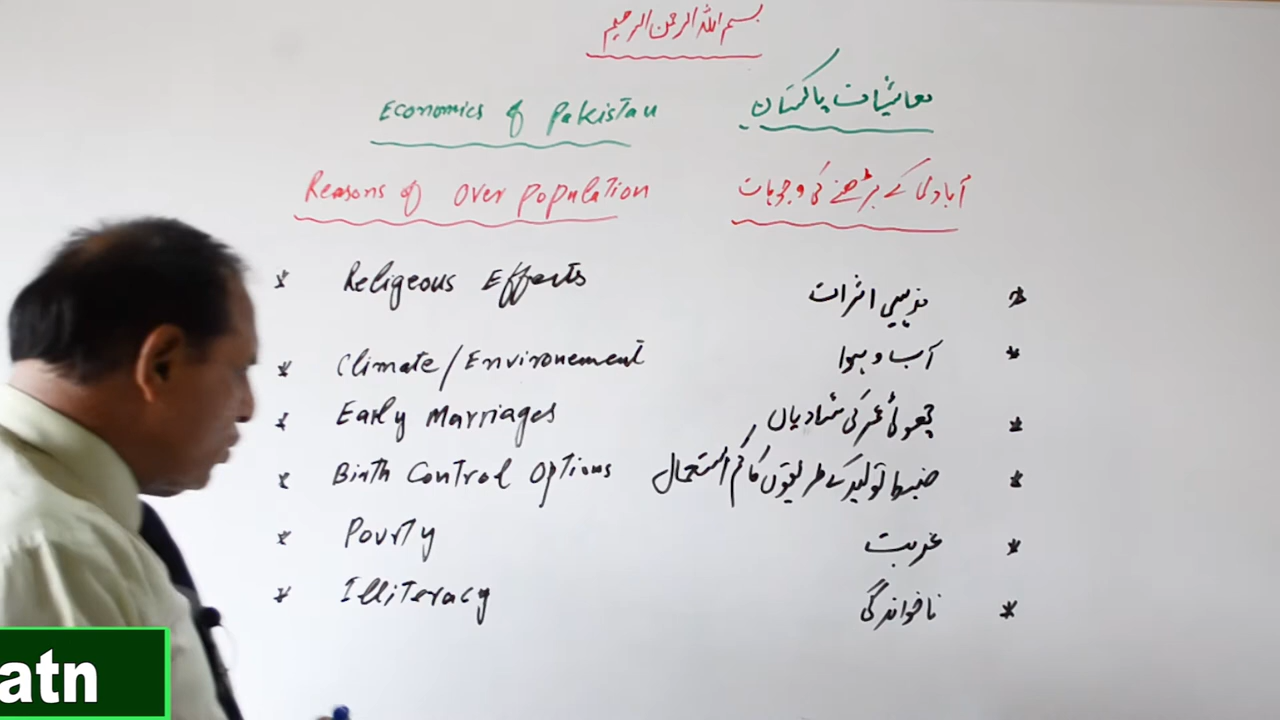 بسم اللہ الرحمن الرحیم
Economics of Pakistan معاشیات پاکستان
Reasons of Over population آبادی کے بڑھنے کی وجوہات
* Religeous Effects مذہبی اثرات *
* Climate/Environement آب و ہوا *
* Early Marriages چھوٹی عمر کی شادیاں *
* Birth Control Options ضبط تولید کے طریقوں کا کم استعمال *
* Pourty غربت *
* Illiteracy ناخواندگی *
atn